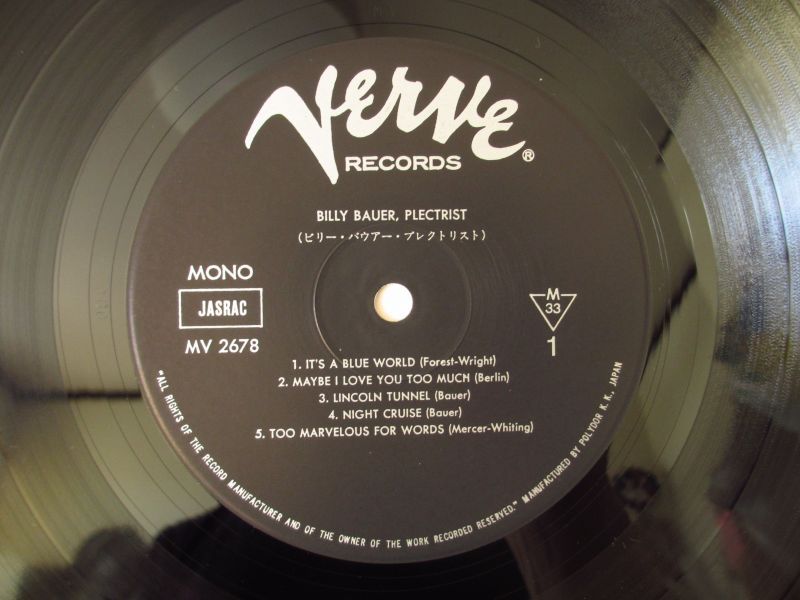 Verve
RECORDS ®
BILLY BAUER, PLECTRIST
(ビリー・バウアー・プレクトリスト)
MONO
JASRAC
MV 2678
M
33
1
1. IT'S A BLUE WORLD (Forest-Wright)
2. MAYBE I LOVE YOU TOO MUCH (Berlin)
3. LINCOLN TUNNEL (Bauer)
4. NIGHT CRUISE (Bauer)
5. TOO MARVELOUS FOR WORDS (Mercer-Whiting)
"ALL RIGHTS OF THE RECORD MANUFACTURER AND OF THE OWNER OF THE WORK RECORDED RESERVED." MANUFACTURED BY POLYDOR K. K., JAPAN